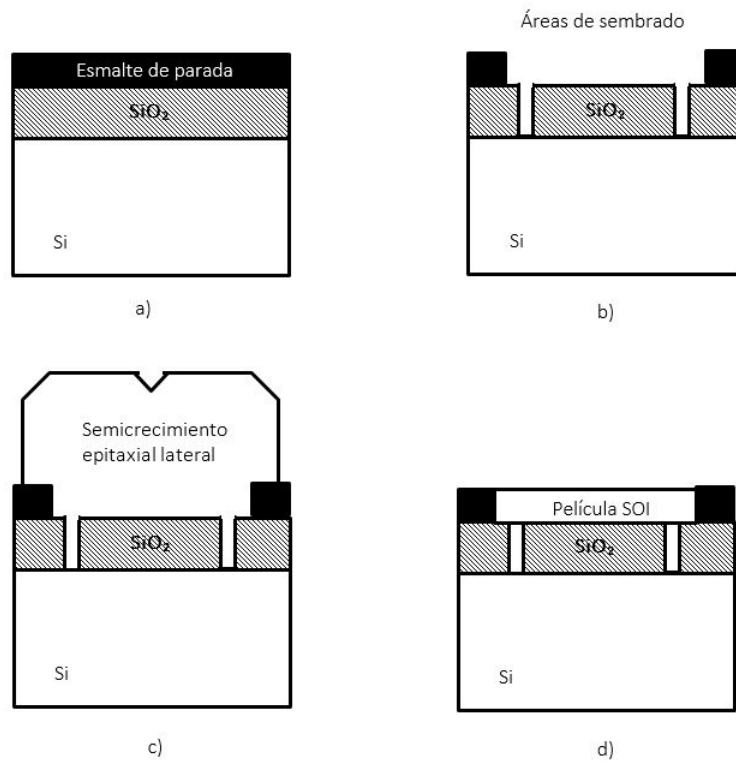 Esmalte de parada
SiO₂
Si
a)
Áreas de sembrado
SiO₂
Si
b)
Semicrecimiento
epitaxial lateral
SiO₂
Si
c)
Película SOI
SiO₂
Si
d)